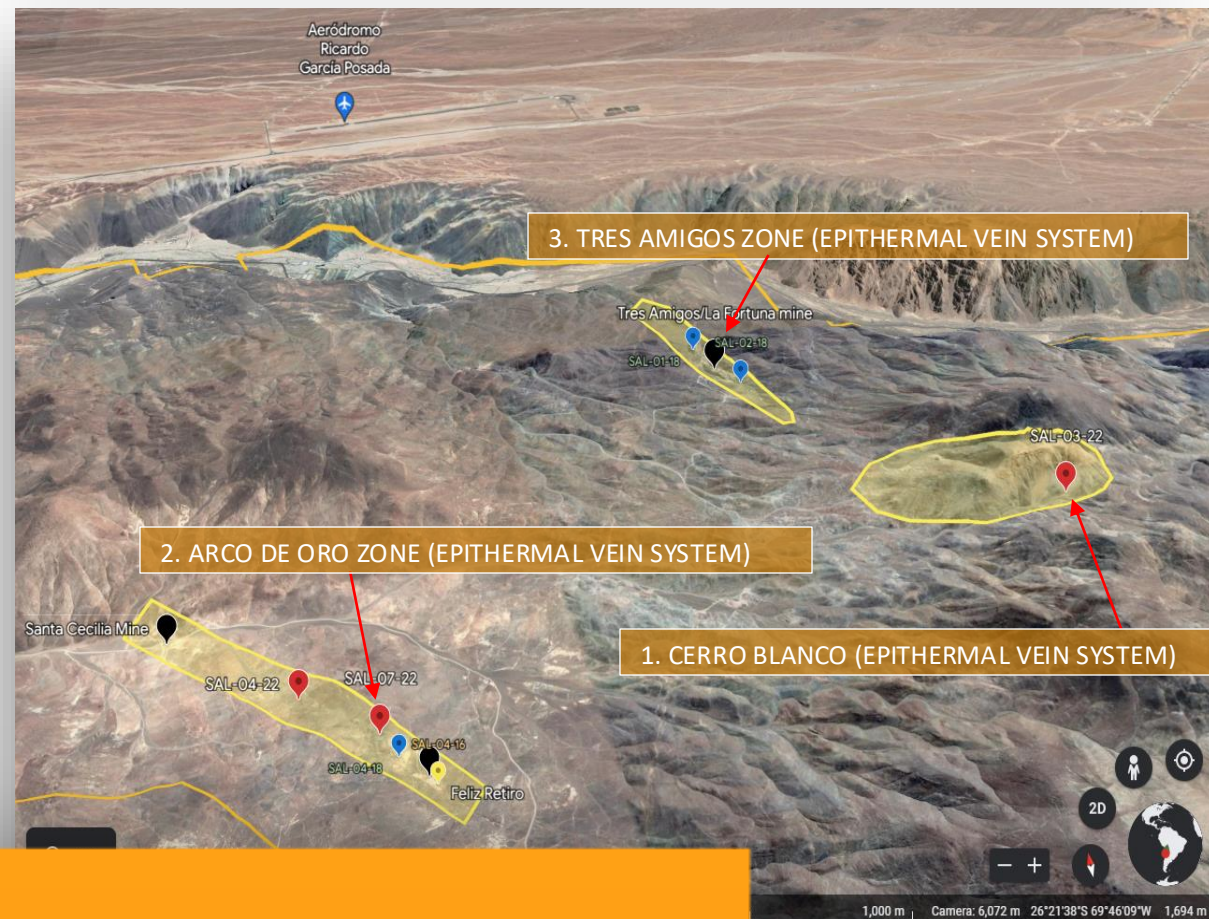 Aeródromo
Ricardo
García Posada
3. TRES AMIGOS ZONE (EPITHERMAL VEIN SYSTEM)
Tres Amigos/La Fortuna mine
SAL-02-18
SAL-01-18
SAL-03-22
2. ARCO DE ORO ZONE (EPITHERMAL VEIN SYSTEM)
Santa Cecilia Mine
1. CERRO BLANCO (EPITHERMAL VEIN SYSTEM)
SAL-04-22
SAL-07-22
SAL-04-16
SAL-04-18
Feliz Retiro
2D
1,000 m
Camera: 6,072 m 26°21'38"S 69°46'09"W 1,694 m